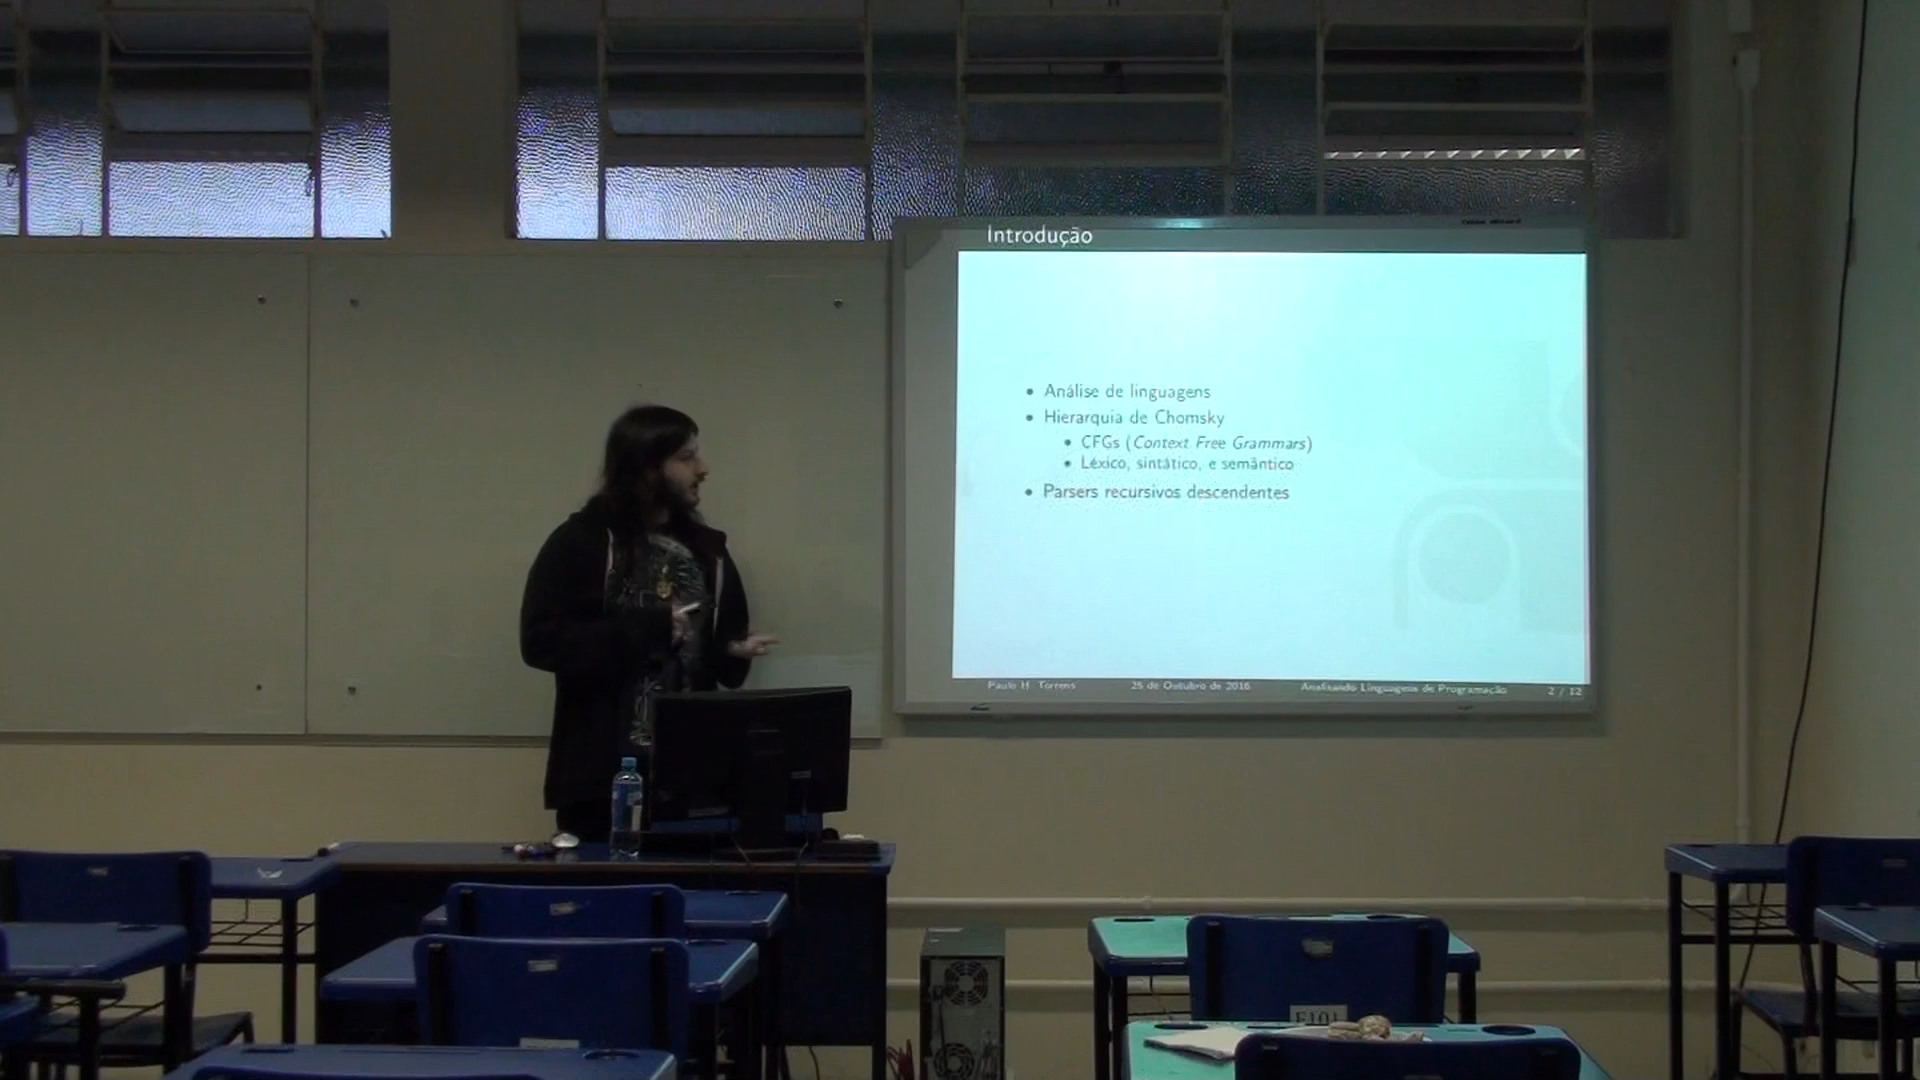 Introdução
• Análise de linguagens
• Hierarquia de Chomsky
• CFGs (Context Free Grammars)
• Léxico, sintático, e semântico
• Parsers recursivos descendentes
Paulo H. Torrens 25 de Outubro de 2016 Analisando Linguagens de Programação 2 / 12
F101